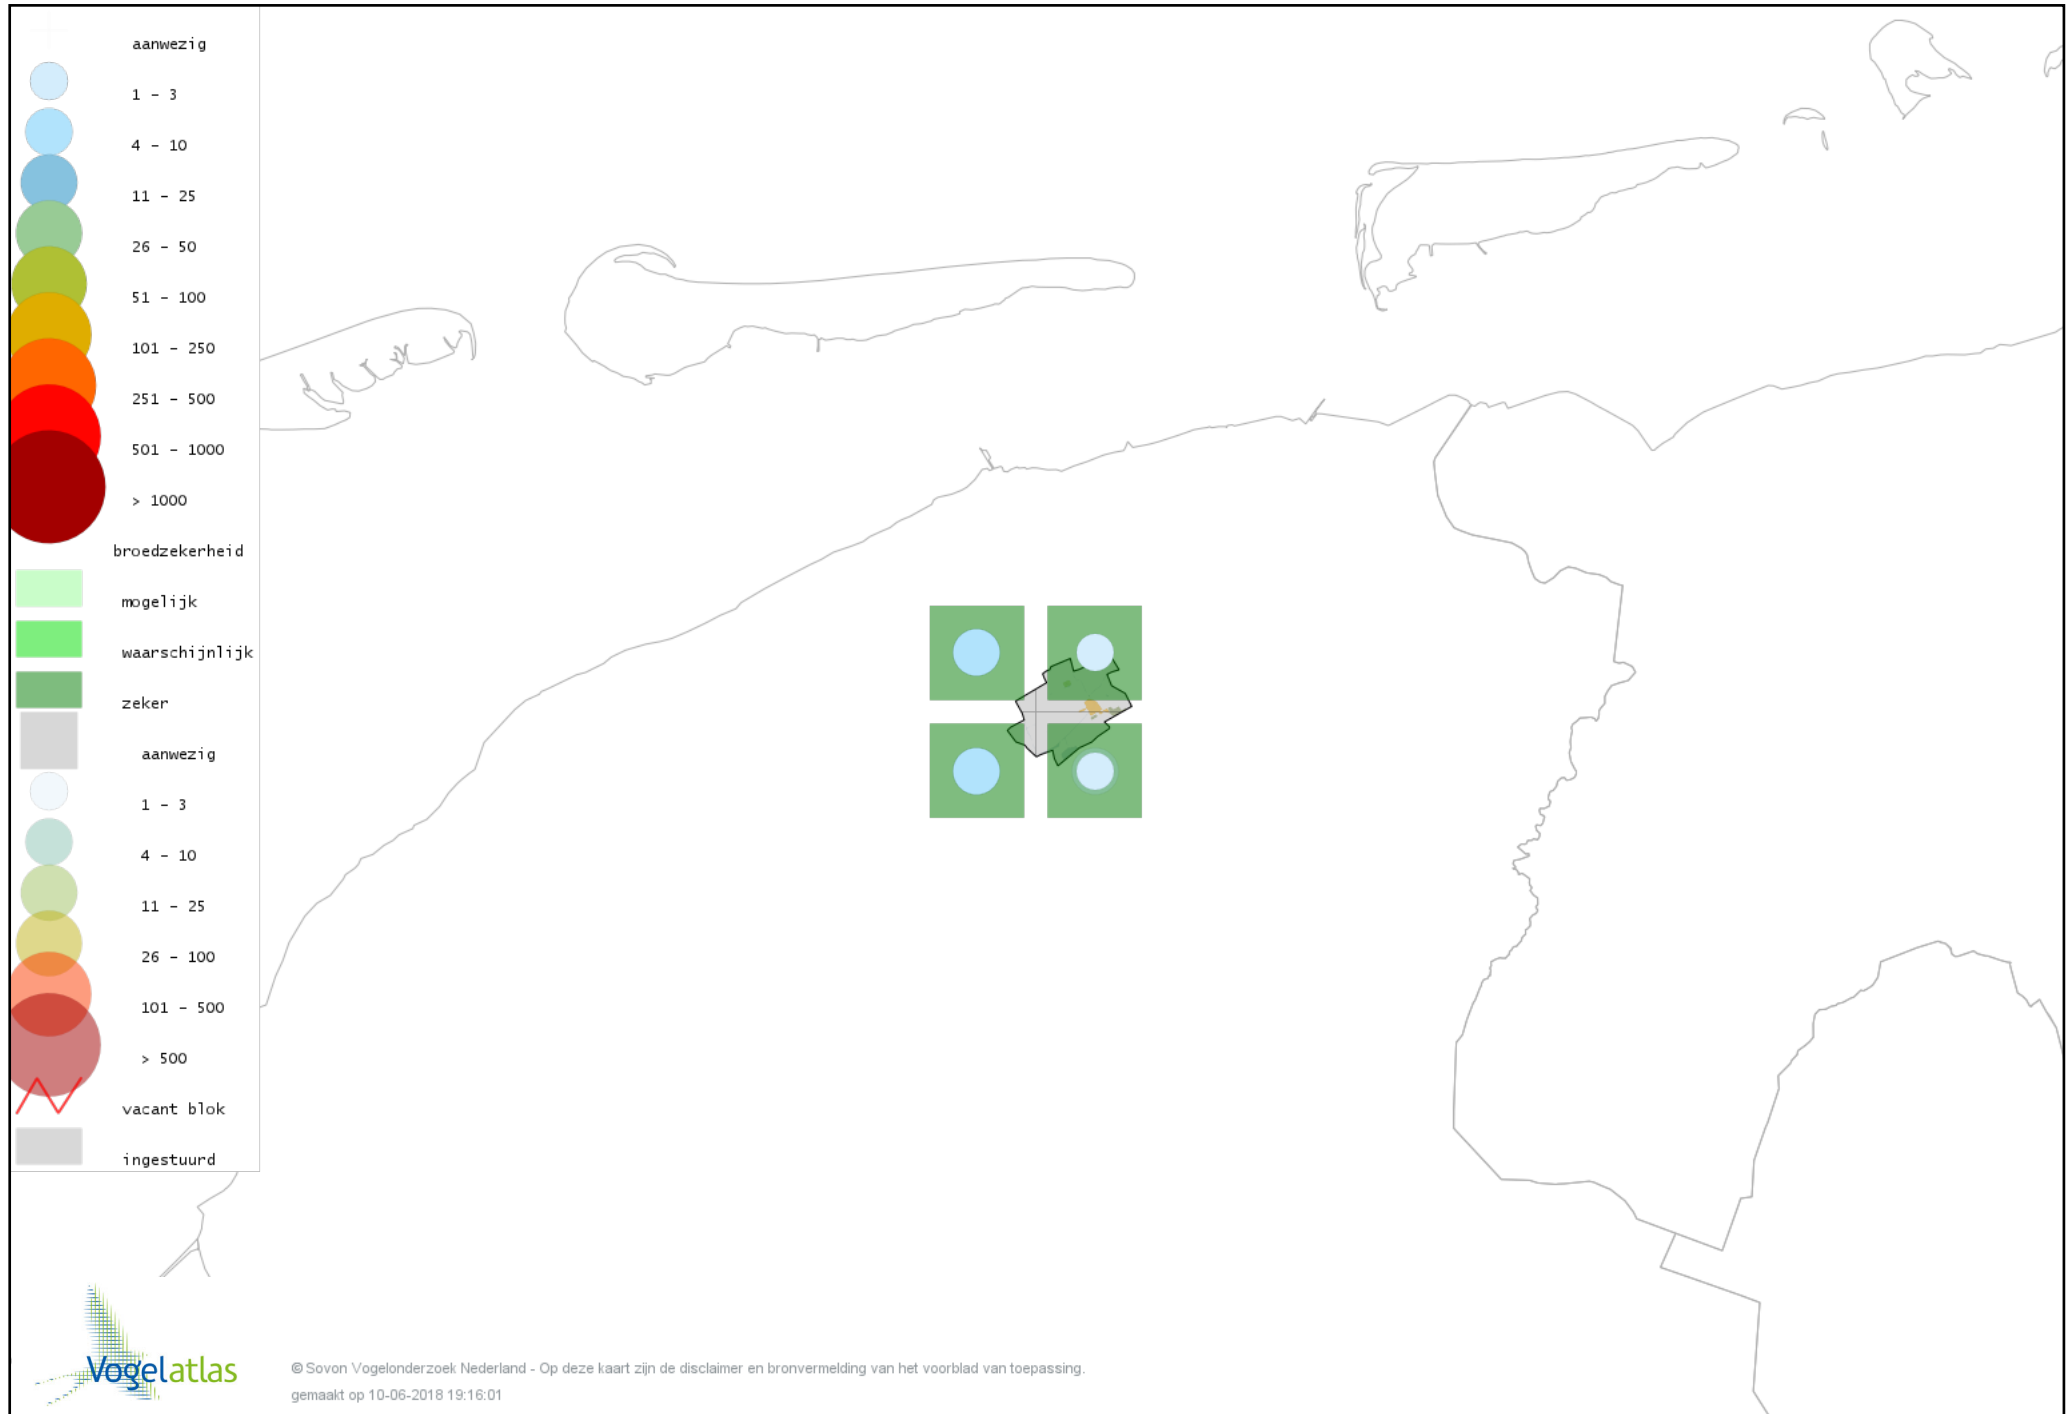 aanwezig
1 – 3
4 – 10
11 – 25
26 – 50
51 – 100
101 – 250
251 – 500
501 – 1000
> 1000
broedzekerheid
mogelijk
waarschijnlijk
zeker
aanwezig
1 – 3
4 – 10
11 – 25
26 – 100
101 – 500
> 500
vacant blok
ingestuurd
Vogelatlas
© Sovon Vogelonderzoek Nederland - Op deze kaart zijn de disclaimer en bronvermelding van het voorblad van toepassing.
gemaakt op 10-06-2018 19:16:01